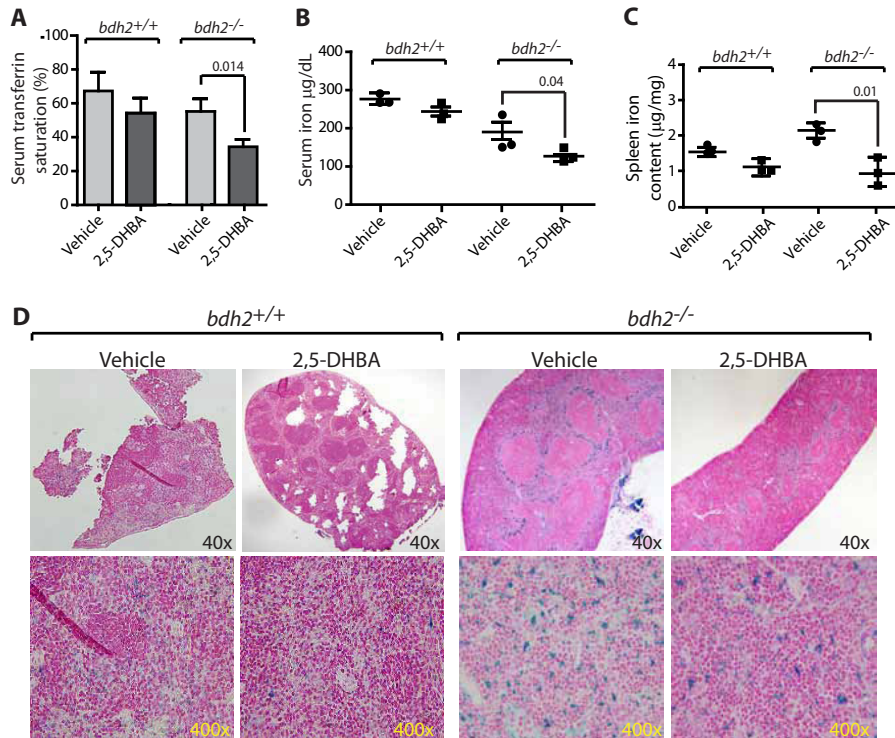 A
bdh2+/+
bdh2-/-
Serum transferrin
saturation (%)
-100
80
60
40
20
0
0.014
Vehicle
2,5-DHBA
Vehicle
2,5-DHBA
B
bdh2+/+
bdh2-/-
Serum iron µg/dL
400
300
200
100
0
0.04
Vehicle
2,5-DHBA
Vehicle
2,5-DHBA
C
bdh2+/+
bdh2-/-
Spleen iron
content (µg/mg)
4
3
2
1
0
0.01
Vehicle
2,5-DHBA
Vehicle
2,5-DHBA
D
bdh2+/+
bdh2-/-
Vehicle
2,5-DHBA
Vehicle
2,5-DHBA
40x
40x
40x
40x
400x
400x
400x
400x